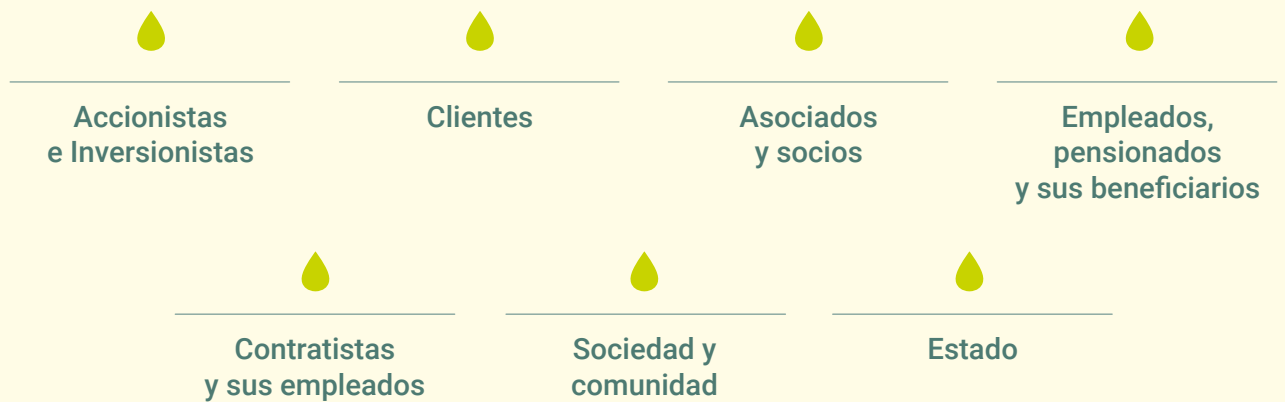 Accionistas
e Inversionistas
Clientes
Asociados
y socios
Empleados,
pensionados
y sus beneficiarios
Contratistas
y sus empleados
Sociedad y
comunidad
Estado